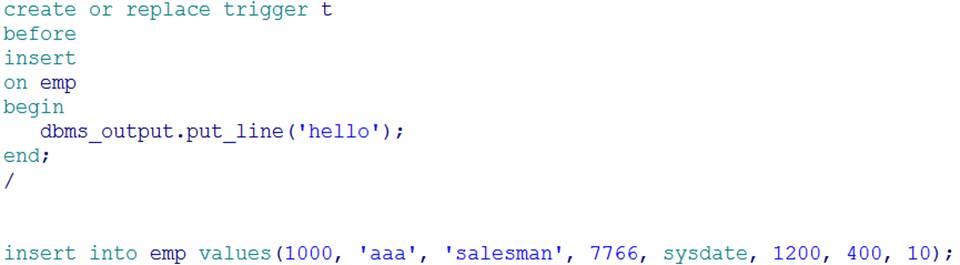 create or replace trigger t
before
insert
on emp
begin
   dbms_output.put_line('hello');
end;
/
insert into emp values(1000, 'aaa', 'salesman', 7766, sysdate, 1200, 400, 10);